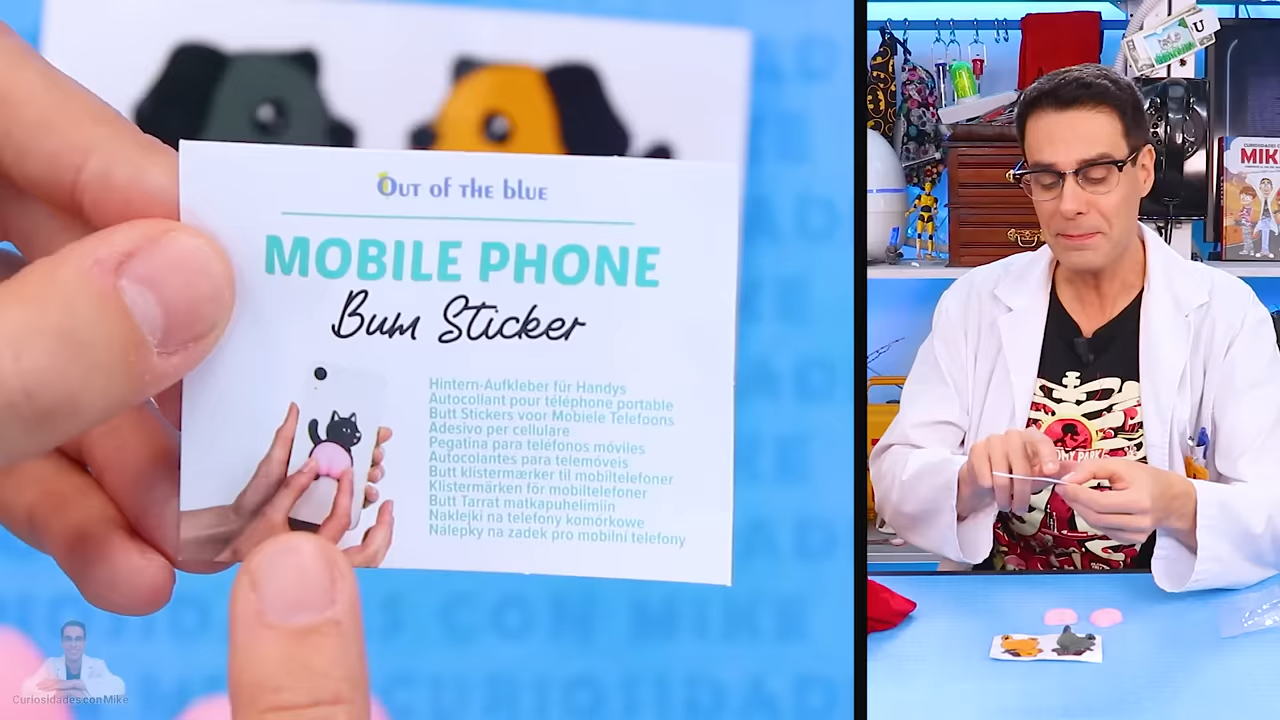 OUT OF THE BLUE
MOBILE PHONE
Bum Sticker
Hintern-Aufkleber für Handys
Autocollant pour téléphone portable
Butt Stickers voor Mobiele Telefoons
Adesivo per cellulare
Pegatina para teléfonos móviles
Autocolantes para telemóveis
Butt klistermærker til mobiltelefoner
Klistermärken för mobiltelefoner
Butt Tarrat matkapuhelimiin
Naklejki na telefony komórkowe
Nálepky na zadek pro mobilní telefony
CuriosidadesconMike
CON MIKE
U
MIK